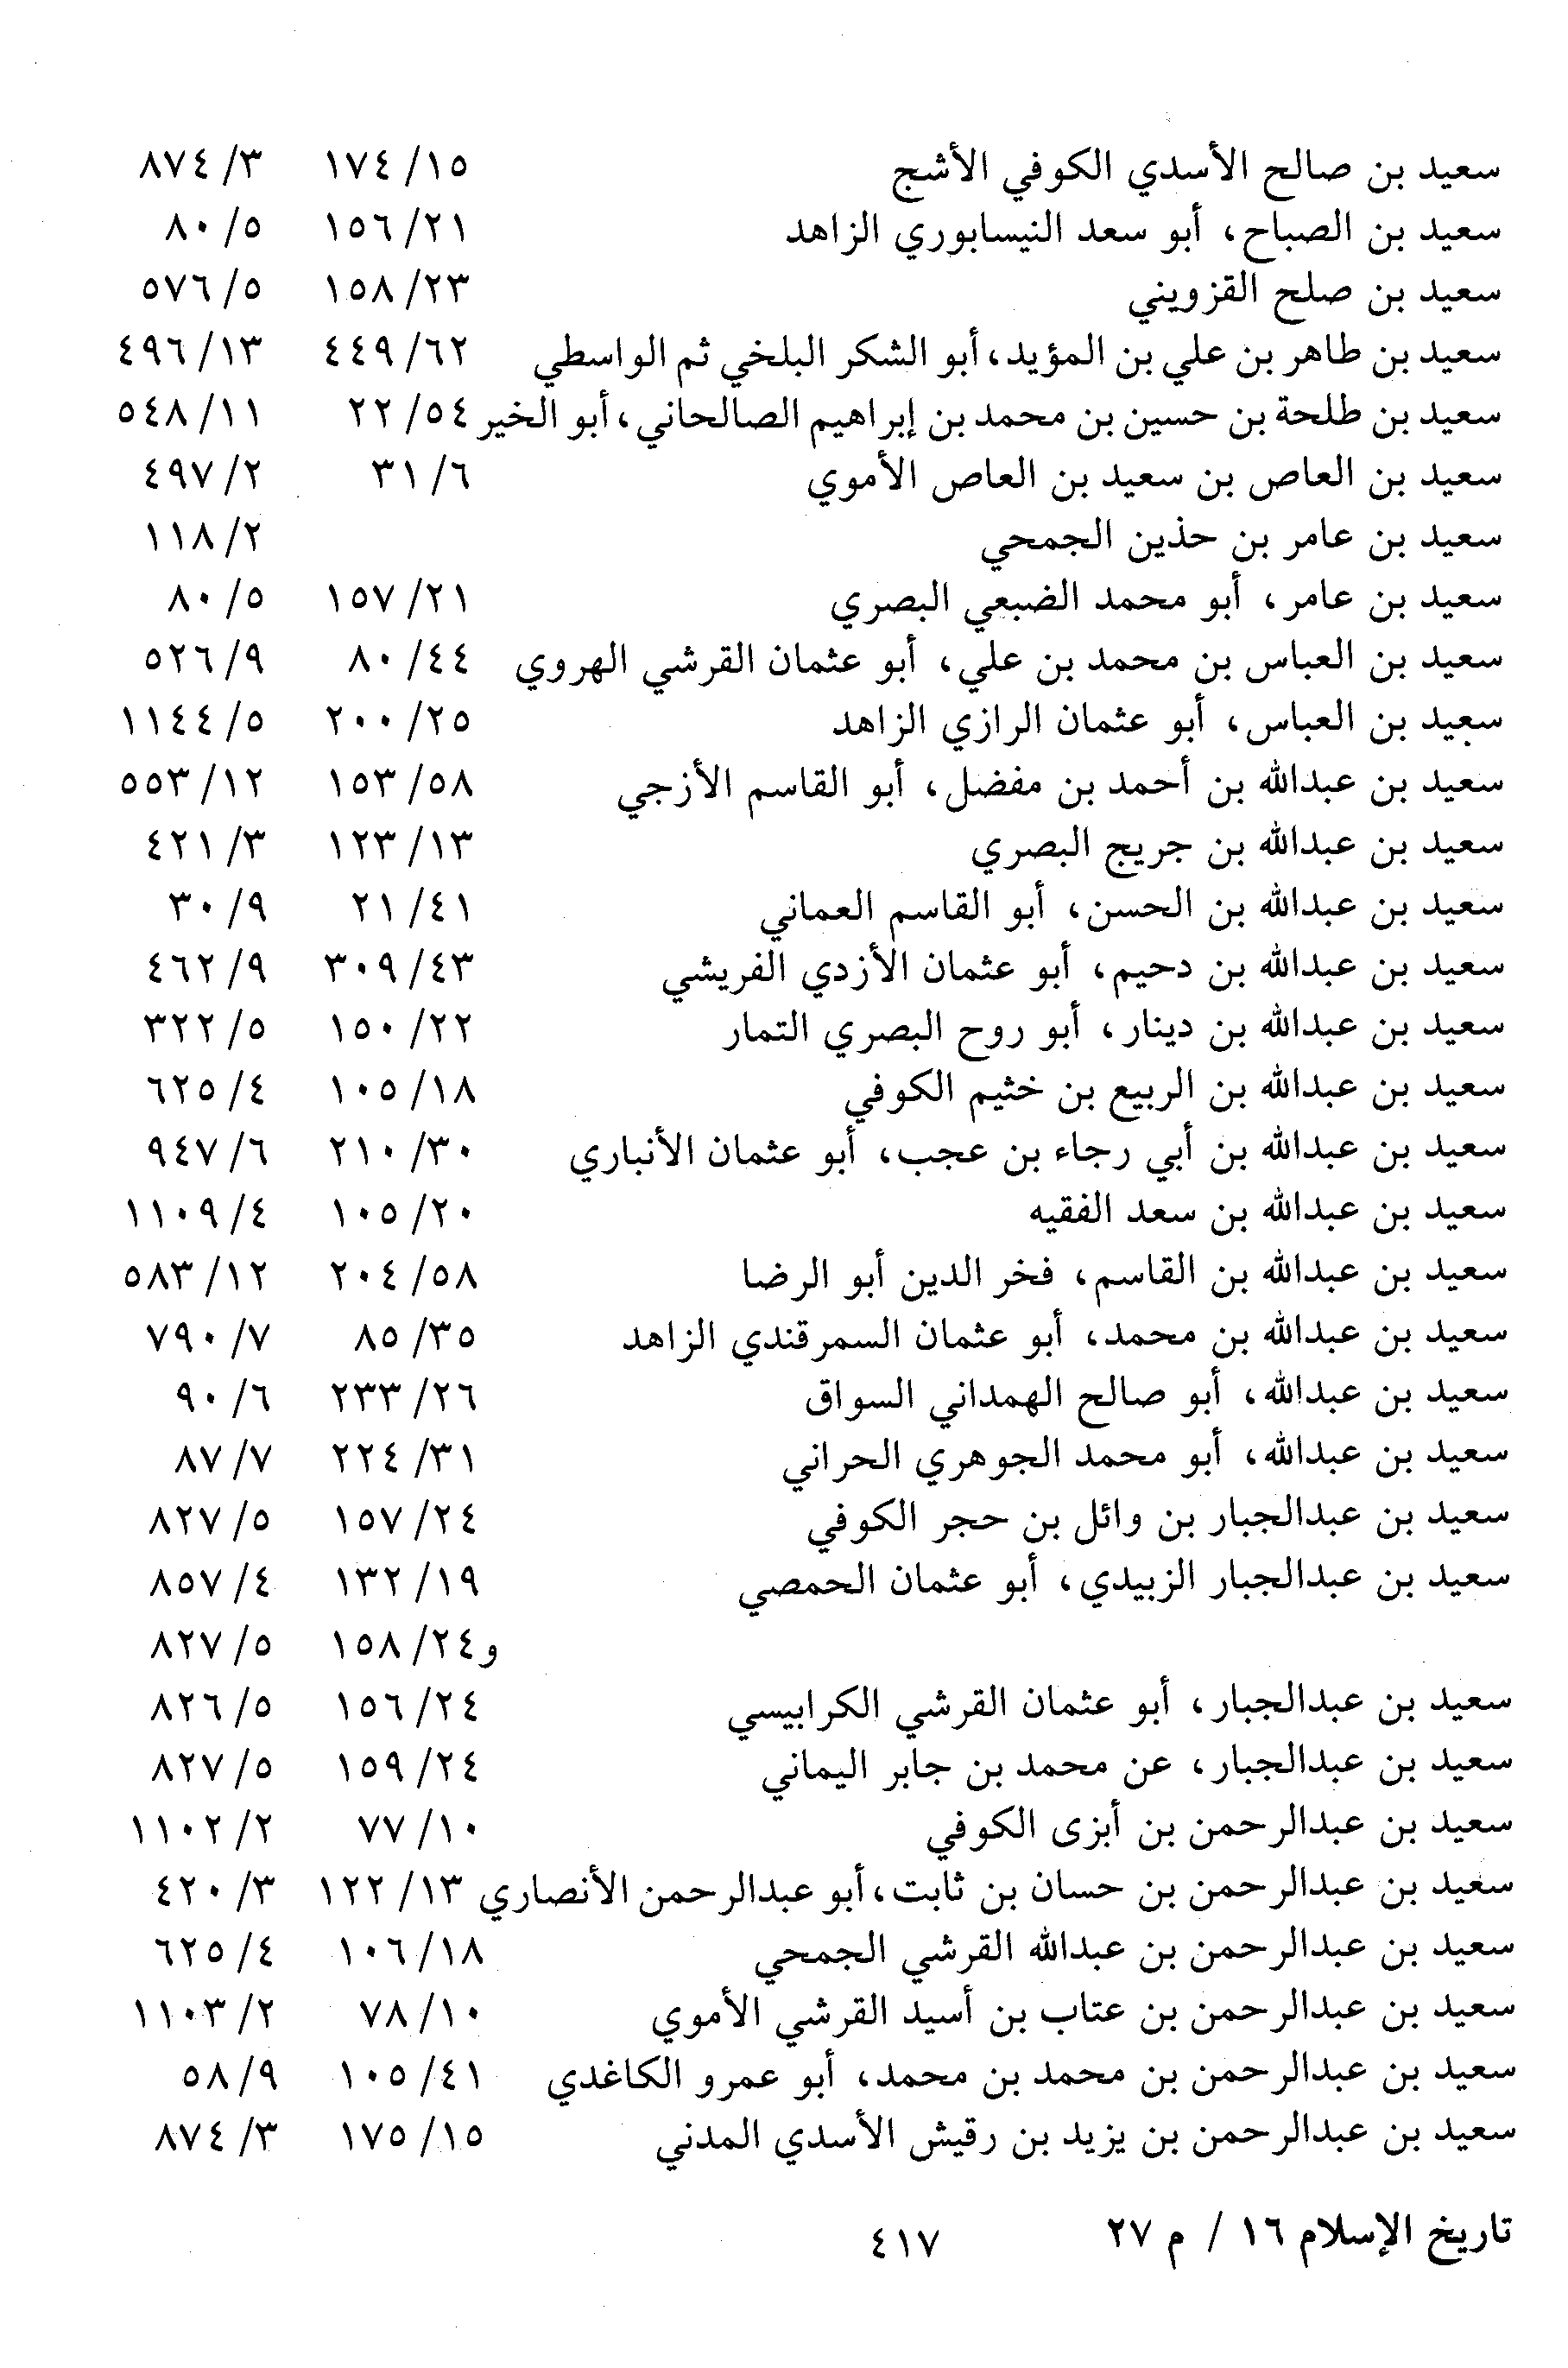 سعيد بن صالح الأسدي الكوفي الأشج ١٥/ ١٧٤ ٣/ ٨٧٤
سعيد بن الصباح، أبو سعد النيسابوري الزاهد ٢١/ ١٥٦ ٥/ ٨٠
سعيد بن صلح القزويني ٢٣/ ١٥٨ ٥/ ٥٧٦
سعيد بن طاهر بن علي بن المؤيد، أبو الشكر البلخي ثم الواسطي ٦٢/ ٤٤٩ ١٣/ ٤٩٦
سعيد بن طلحة بن حسين بن محمد بن إبراهيم الصالحاني، أبو الخير ٥٤/ ٢٢ ١١/ ٥٤٨
سعيد بن العاص بن سعيد بن العاص الأموي ٦/ ٣١ ٢/ ٤٩٧
سعيد بن عامر بن حذين الجمحي ٢/ ١١٨
سعيد بن عامر، أبو محمد الضبعي البصري ٢١/ ١٥٧ ٥/ ٨٠
سعيد بن العباس بن محمد بن علي، أبو عثمان القرشي الهروي ٤٤/ ٨٠ ٩/ ٥٢٦
سعيد بن العباس، أبو عثمان الرازي الزاهد ٢٥/ ٢٠٠ ٥/ ١١٤٤
سعيد بن عبدالله بن أحمد بن مفضل، أبو القاسم الأزجي ٥٨/ ١٥٣ ١٢/ ٥٥٣
سعيد بن عبدالله بن جريج البصري ١٣/ ١٢٣ ٣/ ٤٢١
سعيد بن عبدالله بن الحسن، أبو القاسم العماني ٤١/ ٢١ ٩/ ٣٠
سعيد بن عبدالله بن دحيم، أبو عثمان الأزدي الفريشي ٤٣/ ٣٠٩ ٩/ ٤٦٢
سعيد بن عبدالله بن دينار، أبو روح البصري التمار ٢٢/ ١٥٠ ٥/ ٣٢٢
سعيد بن عبدالله بن الربيع بن خثيم الكوفي ١٨/ ١٠٥ ٤/ ٦٢٥
سعيد بن عبدالله بن أبي رجاء بن عجب، أبو عثمان الأنباري ٣٠/ ٢١٠ ٦/ ٩٤٧
سعيد بن عبدالله بن سعد الفقيه ٢٠/ ١٠٥ ٤/ ١١٠٩
سعيد بن عبدالله بن القاسم، فخر الدين أبو الرضا ٥٨/ ٢٠٤ ١٢/ ٥٨٣
سعيد بن عبدالله بن محمد، أبو عثمان السمرقندي الزاهد ٣٥/ ٨٥ ٧/ ٧٩٠
سعيد بن عبدالله، أبو صالح الهمداني السواق ٢٦/ ٢٣٣ ٦/ ٩٠
سعيد بن عبدالله، أبو محمد الجوهري الحراني ٣١/ ٢٢٤ ٧/ ٨٧
سعيد بن عبدالجبار بن وائل بن حجر الكوفي ٢٤/ ١٥٧ ٥/ ٨٢٧
سعيد بن عبدالجبار الزبيدي، أبو عثمان الحمصي ١٩/ ١٣٢ ٤/ ٨٥٧
و٢٤/ ١٥٨ ٥/ ٨٢٧
سعيد بن عبدالجبار، أبو عثمان القرشي الكرابيسي ٢٤/ ١٥٦ ٥/ ٨٢٦
سعيد بن عبدالجبار، عن محمد بن جابر اليماني ٢٤/ ١٥٩ ٥/ ٨٢٧
سعيد بن عبدالرحمن بن أبزى الكوفي ١٠/ ٧٧ ٢/ ١١٠٢
سعيد بن عبدالرحمن بن حسان بن ثابت، أبو عبدالرحمن الأنصاري ١٣/ ١٢٢ ٣/ ٤٢٠
سعيد بن عبدالرحمن بن عبدالله القرشي الجمحي ١٨/ ١٠٦ ٤/ ٦٢٥
سعيد بن عبدالرحمن بن عتاب بن أسيد القرشي الأموي ١٠/ ٧٨ ٢/ ١١٠٣
سعيد بن عبدالرحمن بن محمد بن محمد، أبو عمرو الكاغدي ٤١/ ١٠٥ ٩/ ٥٨
سعيد بن عبدالرحمن بن يزيد بن رقيش الأسدي المدني ١٥/ ١٧٥ ٣/ ٨٧٤
تاريخ الإسلام ١٦ / م ٢٧ ٤١٧